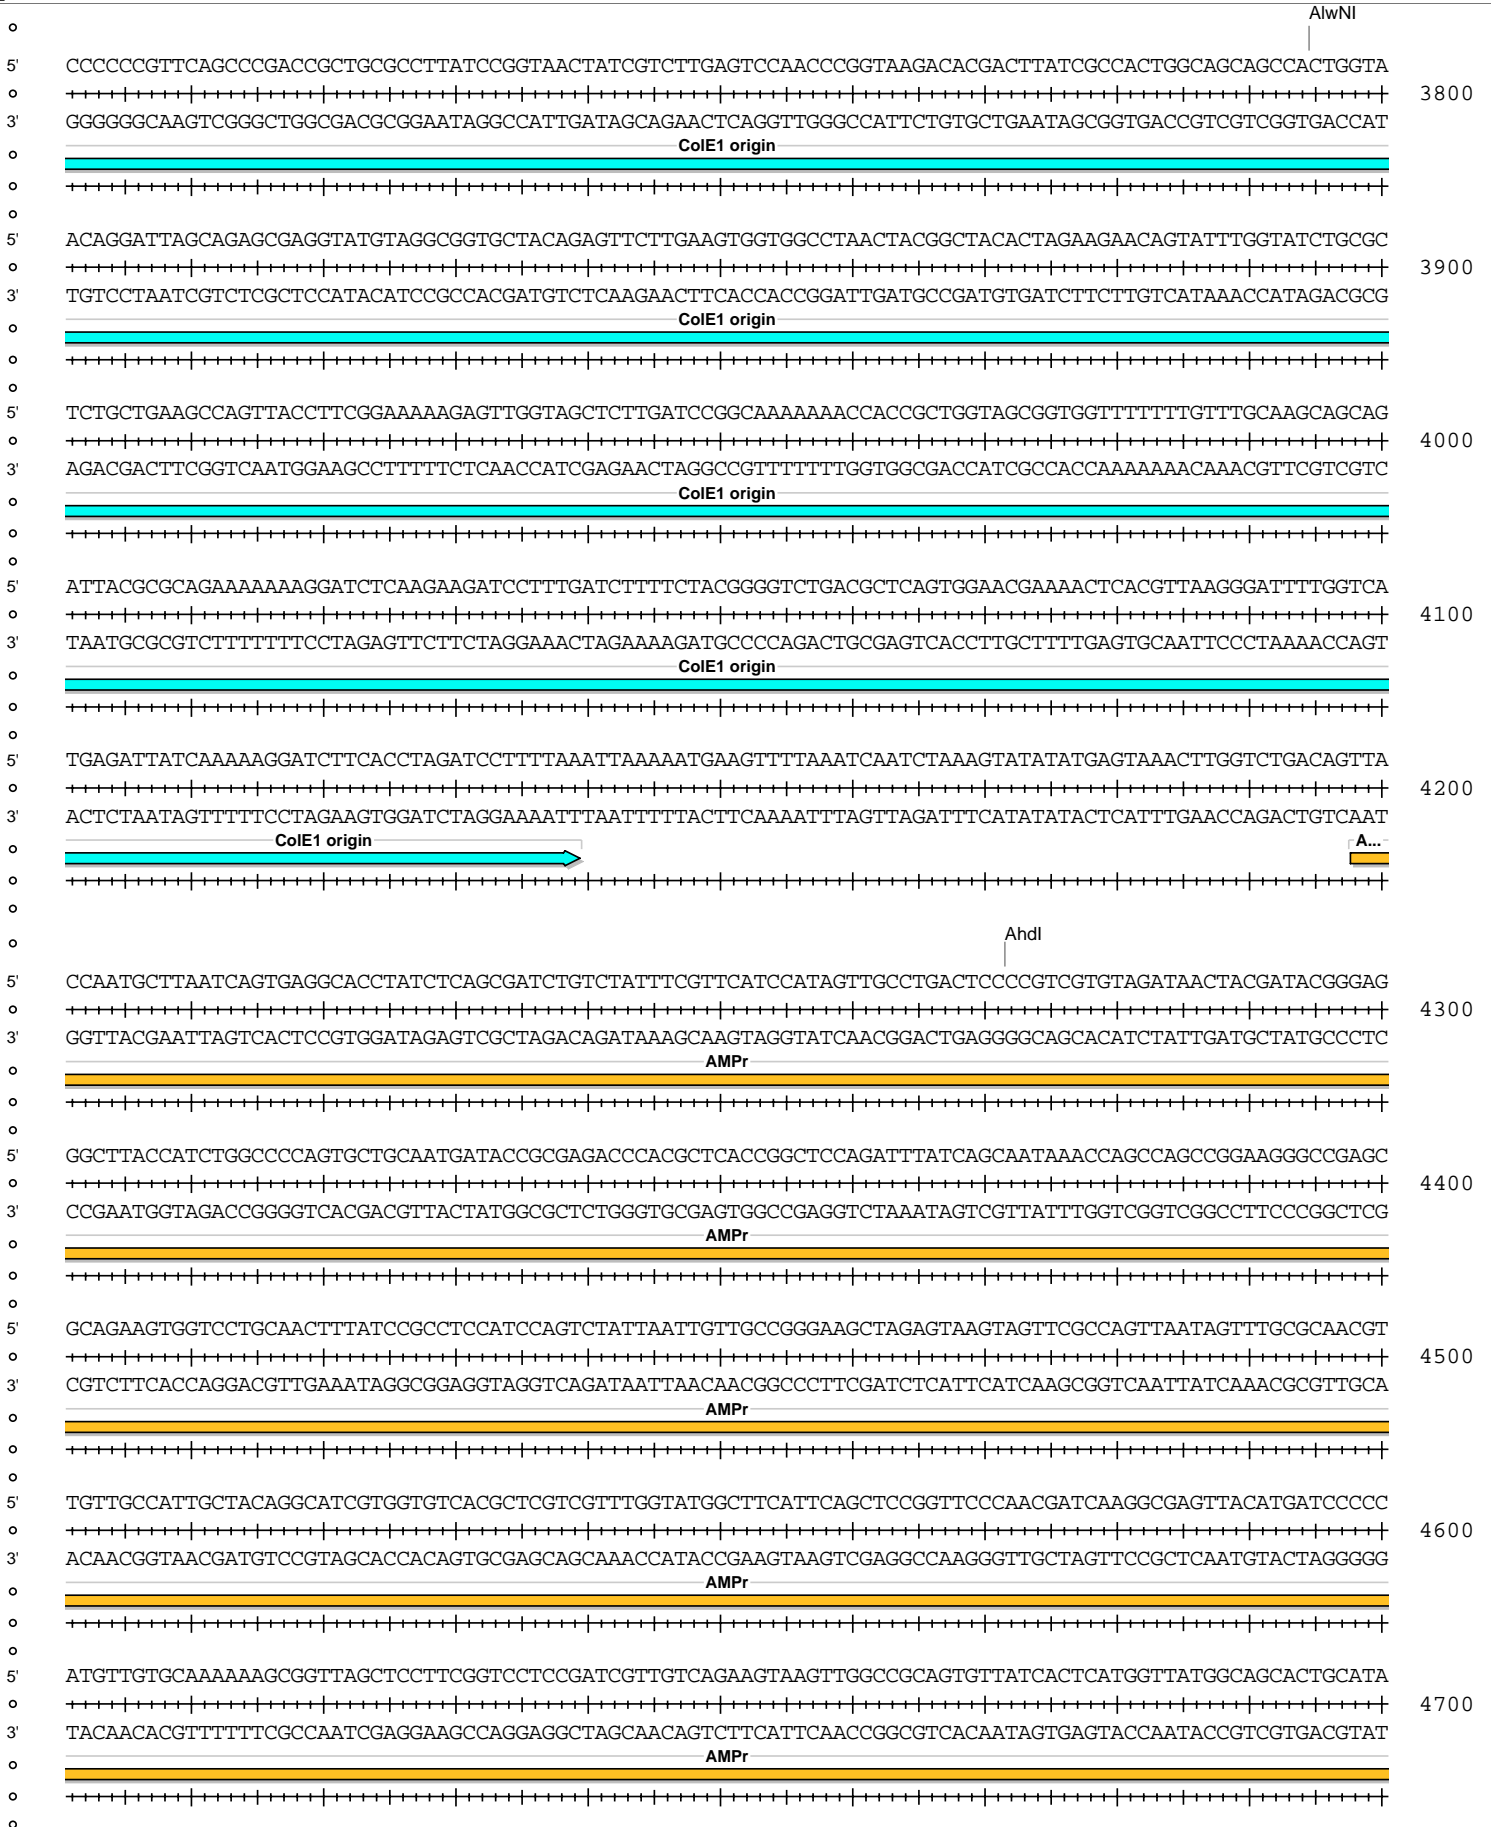 AlwNI
5' CCCCCCGTTCAGCCCGACCGCTGCGCCTTATCCGGTAACTATCGTCTTGAGTCCAACCCGGTAAGACACGACTTATCGCCACTGGCAGCAGCCACTGGTA
3800
3' GGGGGGCAAGTCGGGCTGGCGACGCGGAATAGGCCATTGATAGCAGAACTCAGGTTGGGCCATTCTGTGCTGAATAGCGGTGACCGTCGTCGGTGACCAT
ColE1 origin
5' ACAGGATTAGCAGAGCGAGGTATGTAGGCGGTGCTACAGAGTTCTTGAAGTGGTGGCCTAACTACGGCTACACTAGAAGAACAGTATTTGGTATCTGCGC
3900
3' TGTCCTAATCGTCTCGCTCCATACATCCGCCACGATGTCTCAAGAACTTCACCACCGGATTGATGCCGATGTGATCTTCTTGTCATAAACCATAGACGCG
ColE1 origin
5' TCTGCTGAAGCCAGTTACCTTCGGAAAAAGAGTTGGTAGCTCTTGATCCGGCAAAAAAACCACCGCTGGTAGCGGTGGTTTTTTTGTTTGCAAGCAGCAG
4000
3' AGACGACTTCGGTCAATGGAAGCCTTTTTCTCAACCATCGAGAACTAGGCCGTTTTTTTGGTGGCGACCATCGCCACCAAAAAAACAAACGTTCGTCGTC
ColE1 origin
5' ATTACGCGCAGAAAAAAAGGATCTCAAGAAGATCCTTTGATCTTTTCTACGGGGTCTGACGCTCAGTGGAACGAAAACTCACGTTAAGGGATTTTGGTCA
4100
3' TAATGCGCGTCTTTTTTTCCTAGAGTTCTTCTAGGAAACTAGAAAAGATGCCCCAGACTGCGAGTCACCTTGCTTTTGAGTGCAATTCCCTAAAACCAGT
ColE1 origin
5' TGAGATTATCAAAAAGGATCTTCACCTAGATCCTTTTAAATTAAAAATGAAGTTTTAAATCAATCTAAAGTATATATGAGTAAACTTGGTCTGACAGTTA
4200
3' ACTCTAATAGTTTTTCCTAGAAGTGGATCTAGGAAAATTTAATTTTTACTTCAAAATTTAGTTAGATTTCATATATACTCATTTGAACCAGACTGTCAAT
ColE1 origin A...
AhdI
5' CCAATGCTTAATCAGTGAGGCACCTATCTCAGCGATCTGTCTATTTCGTTCATCCATAGTTGCCTGACTCCCCGTCGTGTAGATAACTACGATACGGGAG
4300
3' GGTTACGAATTAGTCACTCCGTGGATAGAGTCGCTAGACAGATAAAGCAAGTAGGTATCAACGGACTGAGGGGCAGCACATCTATTGATGCTATGCCCTC
AMPr
5' GGCTTACCATCTGGCCCCAGTGCTGCAATGATACCGCGAGACCCACGCTCACCGGCTCCAGATTTATCAGCAATAAACCAGCCAGCCGGAAGGGCCGAGC
4400
3' CCGAATGGTAGACCGGGGTCACGACGTTACTATGGCGCTCTGGGTGCGAGTGGCCGAGGTCTAAATAGTCGTTATTTGGTCGGTCGGCCTTCCCGGCTCG
AMPr
5' GCAGAAGTGGTCCTGCAACTTTATCCGCCTCCATCCAGTCTATTAATTGTTGCCGGGAAGCTAGAGTAAGTAGTTCGCCAGTTAATAGTTTGCGCAACGT
4500
3' CGTCTTCACCAGGACGTTGAAATAGGCGGAGGTAGGTCAGATAATTAACAACGGCCCTTCGATCTCATTCATCAAGCGGTCAATTATCAAACGCGTTGCA
AMPr
5' TGTTGCCATTGCTACAGGCATCGTGGTGTCACGCTCGTCGTTTGGTATGGCTTCATTCAGCTCCGGTTCCCAACGATCAAGGCGAGTTACATGATCCCCC
4600
3' ACAACGGTAACGATGTCCGTAGCACCACAGTGCGAGCAGCAAACCATACCGAAGTAAGTCGAGGCCAAGGGTTGCTAGTTCCGCTCAATGTACTAGGGGG
AMPr
5' ATGTTGTGCAAAAAAGCGGTTAGCTCCTTCGGTCCTCCGATCGTTGTCAGAAGTAAGTTGGCCGCAGTGTTATCACTCATGGTTATGGCAGCACTGCATA
4700
3' TACAACACGTTTTTTCGCCAATCGAGGAAGCCAGGAGGCTAGCAACAGTCTTCATTCAACCGGCGTCACAATAGTGAGTACCAATACCGTCGTGACGTAT
AMPr